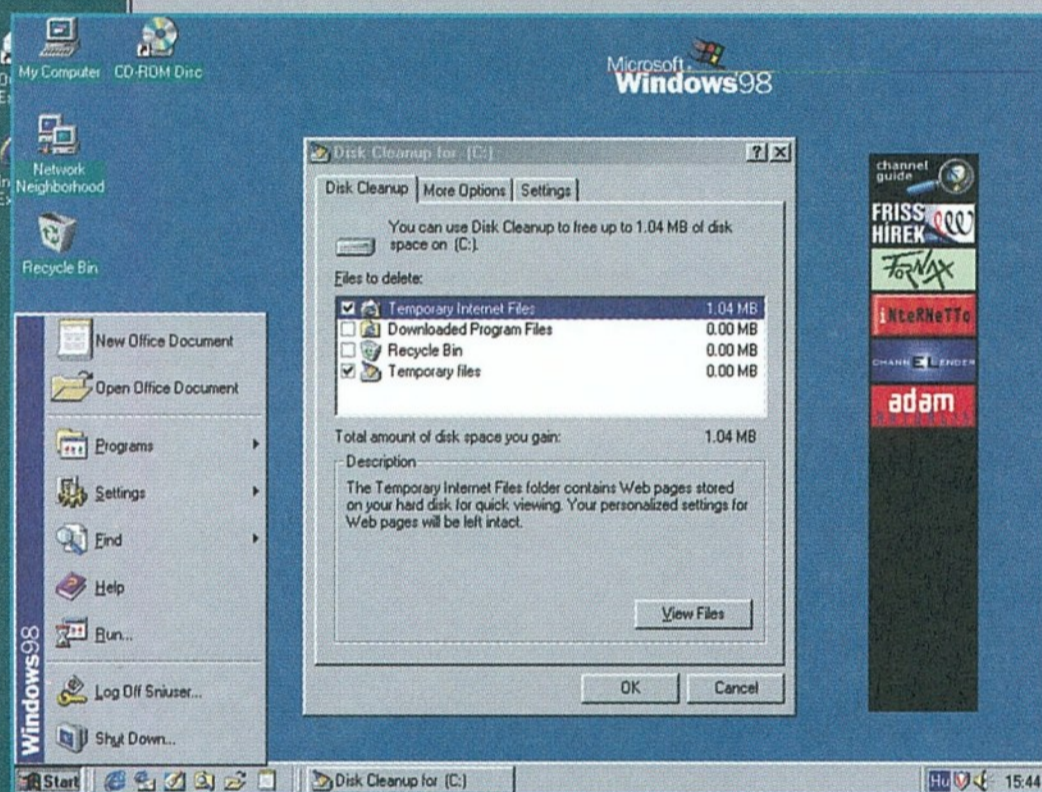 My Computer
CD-ROM Disc
Microsoft
Windows 98
Network
Neighborhood
Recycle Bin
Disk Cleanup for (C:)
Disk Cleanup
More Options
Settings
You can use Disk Cleanup to free up to 1.04 MB of disk
space on (C:).
Files to delete:
Temporary Internet Files 1.04 MB
Downloaded Program Files 0.00 MB
Recycle Bin 0.00 MB
Temporary files 0.00 MB
Total amount of disk space you gain: 1.04 MB
Description
The Temporary Internet Files folder contains Web pages stored
on your hard disk for quick viewing. Your personalized settings for
Web pages will be left intact.
View Files
OK
Cancel
channel
guide
FRISS
HÍREK
FORNAX
iNteRNeTTo
CHANNELENDER
adam
New Office Document
Open Office Document
Programs
Settings
Find
Help
Run...
Log Off Sniuser...
Shut Down...
Windows98
Start
Disk Cleanup for (C:)
Hu
15:44